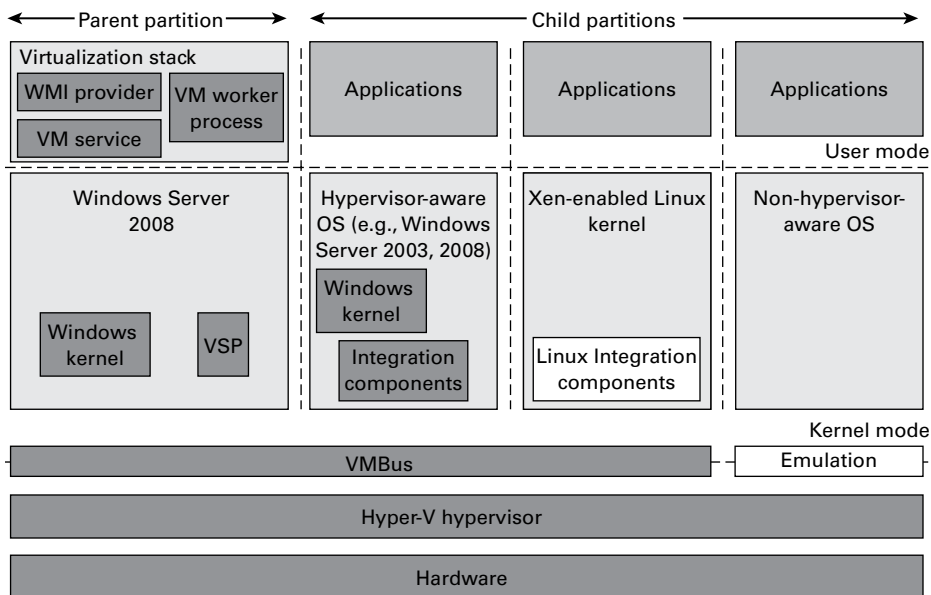 Parent partition
Child partitions
Virtualization stack
WMI provider
VM service
VM worker
process
Applications
Applications
Applications
User mode
Windows Server
2008
Windows
kernel
VSP
Hypervisor-aware
OS (e.g., Windows
Server 2003, 2008)
Windows
kernel
Integration
components
Xen-enabled Linux
kernel
Linux Integration
components
Non-hypervisor-
aware OS
Kernel mode
VMBus
Emulation
Hyper-V hypervisor
Hardware